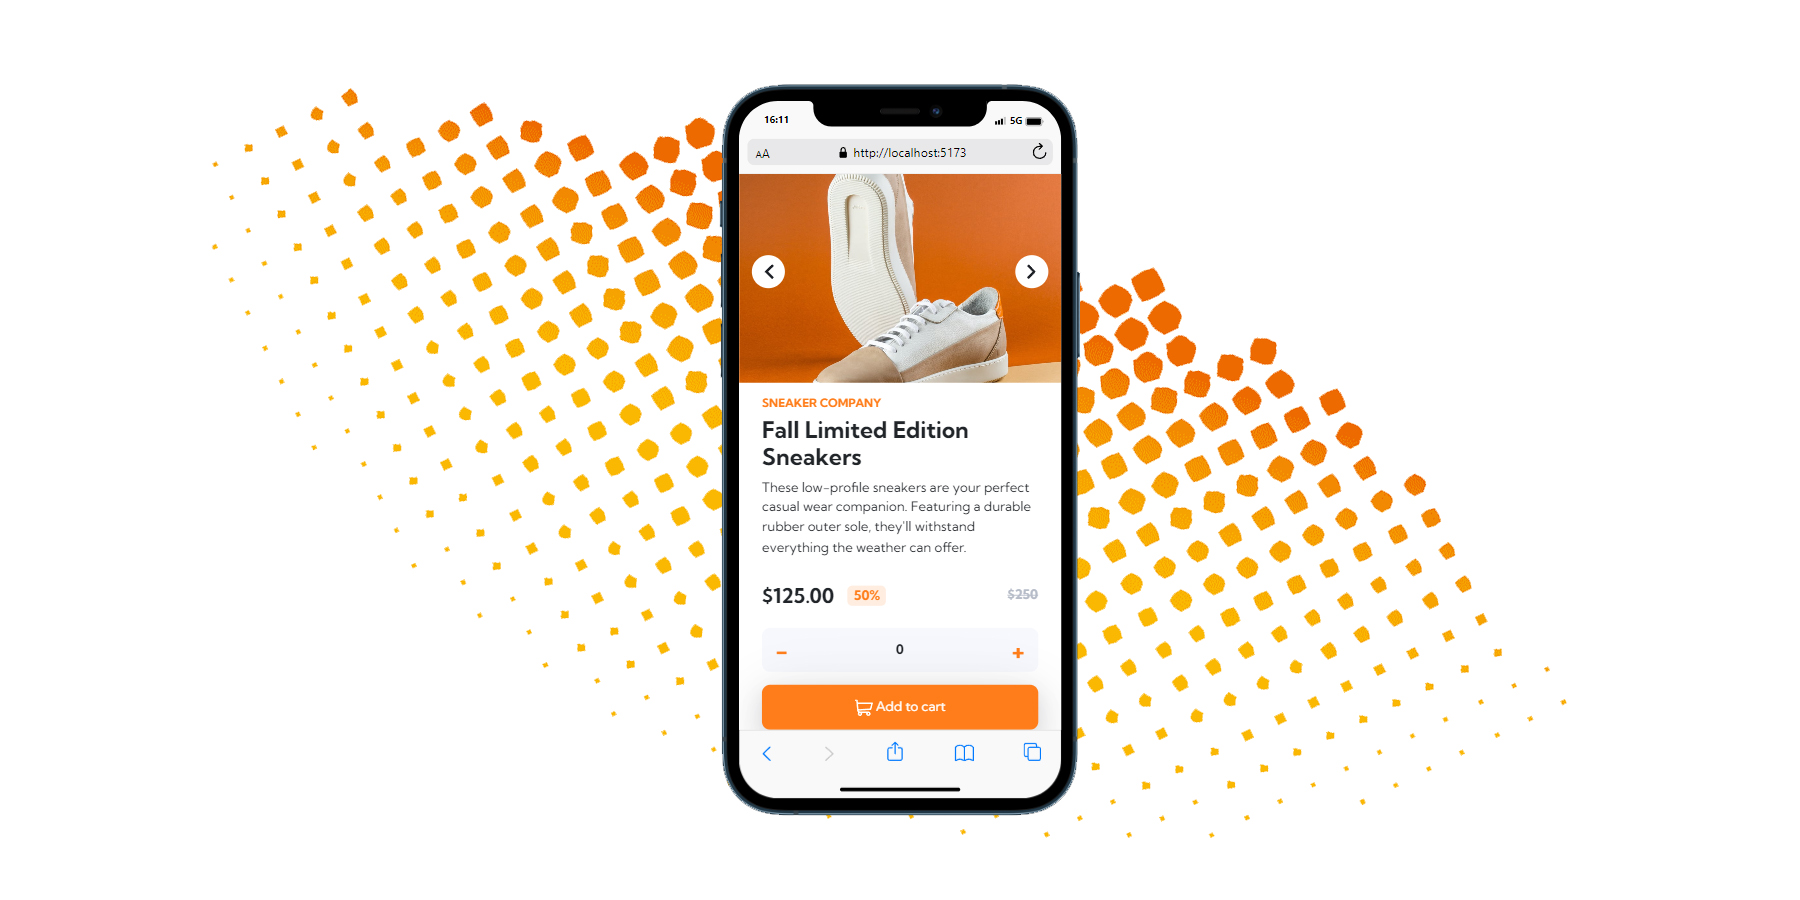 16:11
5G
AA
http://localhost:5173
SNEAKER COMPANY
Fall Limited Edition
Sneakers
These low-profile sneakers are your perfect
casual wear companion. Featuring a durable
rubber outer sole, they'll withstand
everything the weather can offer.
$125.00 50% $250
- 0 +
Add to cart